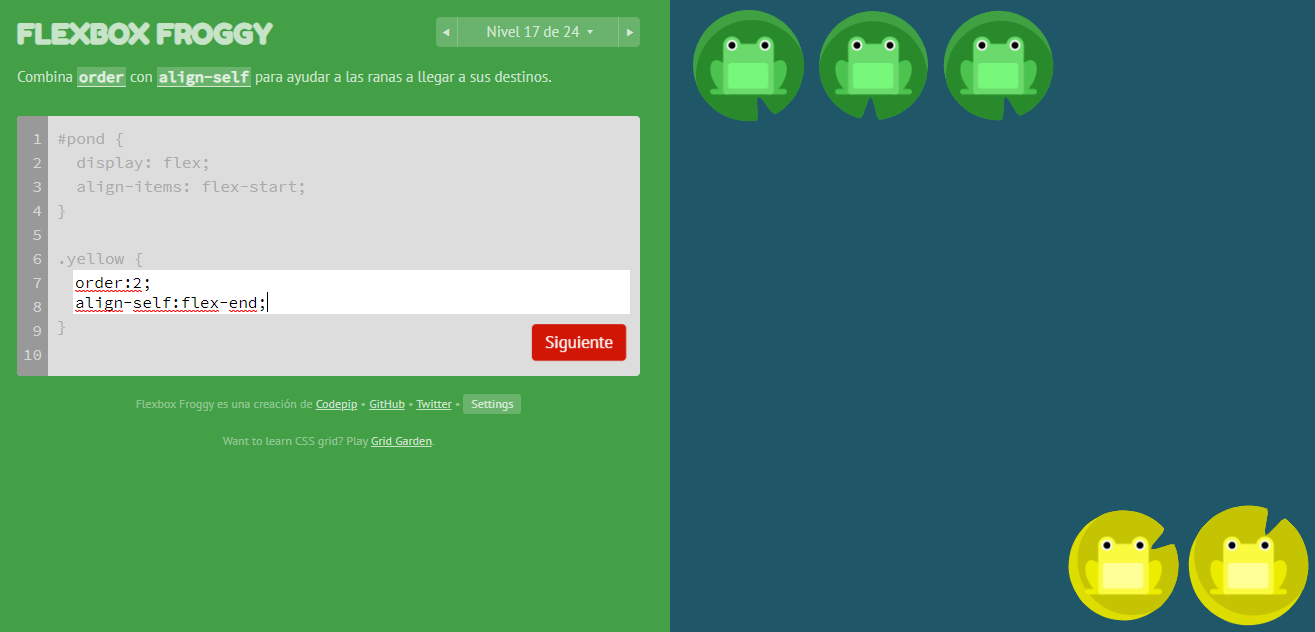 FLEXBOX FROGGY
◄ Nivel 17 de 24 ▾ ►
Combina order con align-self para ayudar a las ranas a llegar a sus destinos.
1 #pond {
2 display: flex;
3 align-items: flex-start;
4 }
5
6 .yellow {
7 order:2;
8 align-self:flex-end;
9 }
10
Siguiente
Flexbox Froggy es una creación de Codepip • GitHub • Twitter • Settings
Want to learn CSS grid? Play Grid Garden.